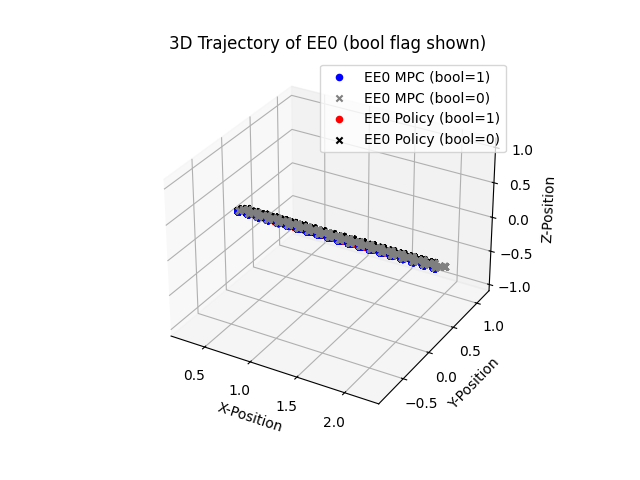 3D Trajectory of EE0 (bool flag shown)
EE0 MPC (bool=1)
EE0 MPC (bool=0)
EE0 Policy (bool=1)
EE0 Policy (bool=0)
1.0
0.5
0.0
−0.5
−1.0
Z-Position
1.0
0.5
0.0
−0.5
Y-Position
0.5
1.0
1.5
2.0
X-Position